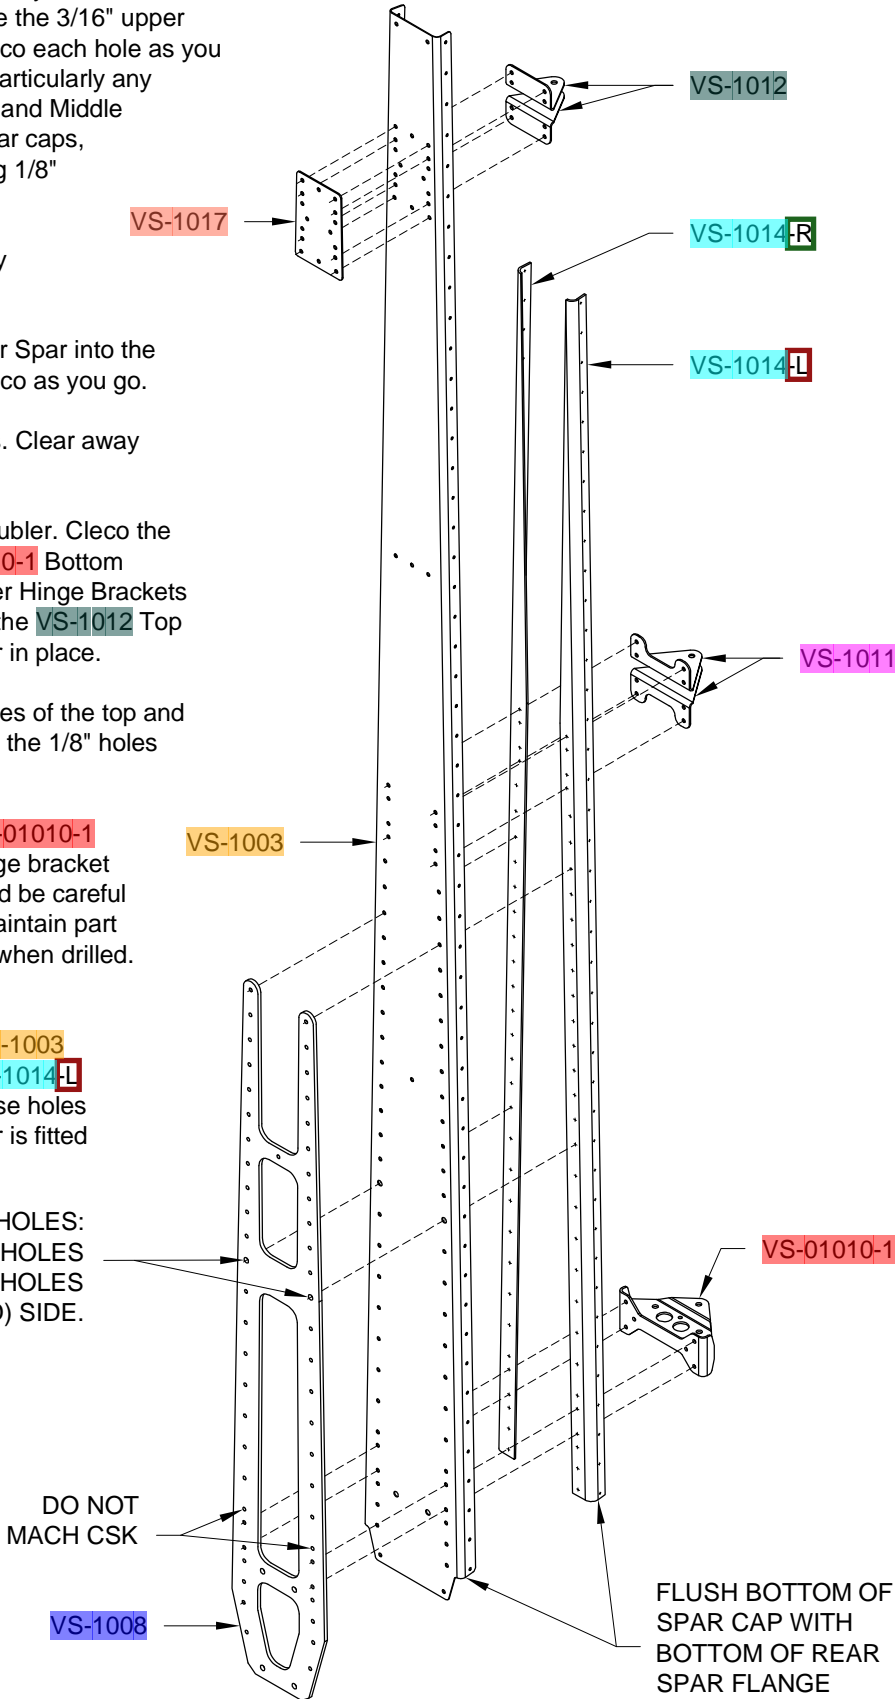 e the 3/16" upper
co each hole as you
articularly any
and Middle
ar caps,
g 1/8"
y
r Spar into the
co as you go.
s. Clear away
ubler. Cleco the
0-1 Bottom
er Hinge Brackets
the VS-1012 Top
r in place.
es of the top and
the 1/8" holes
-01010-1
ge bracket
d be careful
aintain part
when drilled.
-1003
-1014-L
se holes
r is fitted
HOLES:
HOLES
HOLES
) SIDE.
DO NOT
MACH CSK
VS-1008
VS-1017
VS-1003
VS-1012
VS-1014-R
VS-1014-L
VS-1011
VS-01010-1
FLUSH BOTTOM OF
SPAR CAP WITH
BOTTOM OF REAR
SPAR FLANGE